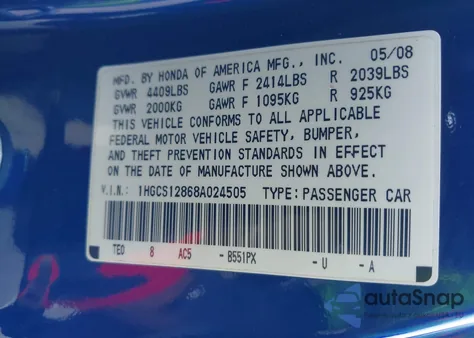 MFD. BY HONDA OF AMERICA MFG., INC. 05/08
GVWR 4409LBS GAWR F 2414LBS R 2039LBS
GVWR 2000KG GAWR F 1095KG R 925KG
THIS VEHICLE CONFORMS TO ALL APPLICABLE
FEDERAL MOTOR VEHICLE SAFETY, BUMPER,
AND THEFT PREVENTION STANDARDS IN EFFECT
ON THE DATE OF MANUFACTURE SHOWN ABOVE.
V.I.N.: 1HGCS12868A024505 TYPE: PASSENGER CAR
TE0 8 AC5 - B551PX - U - A
autoSnap